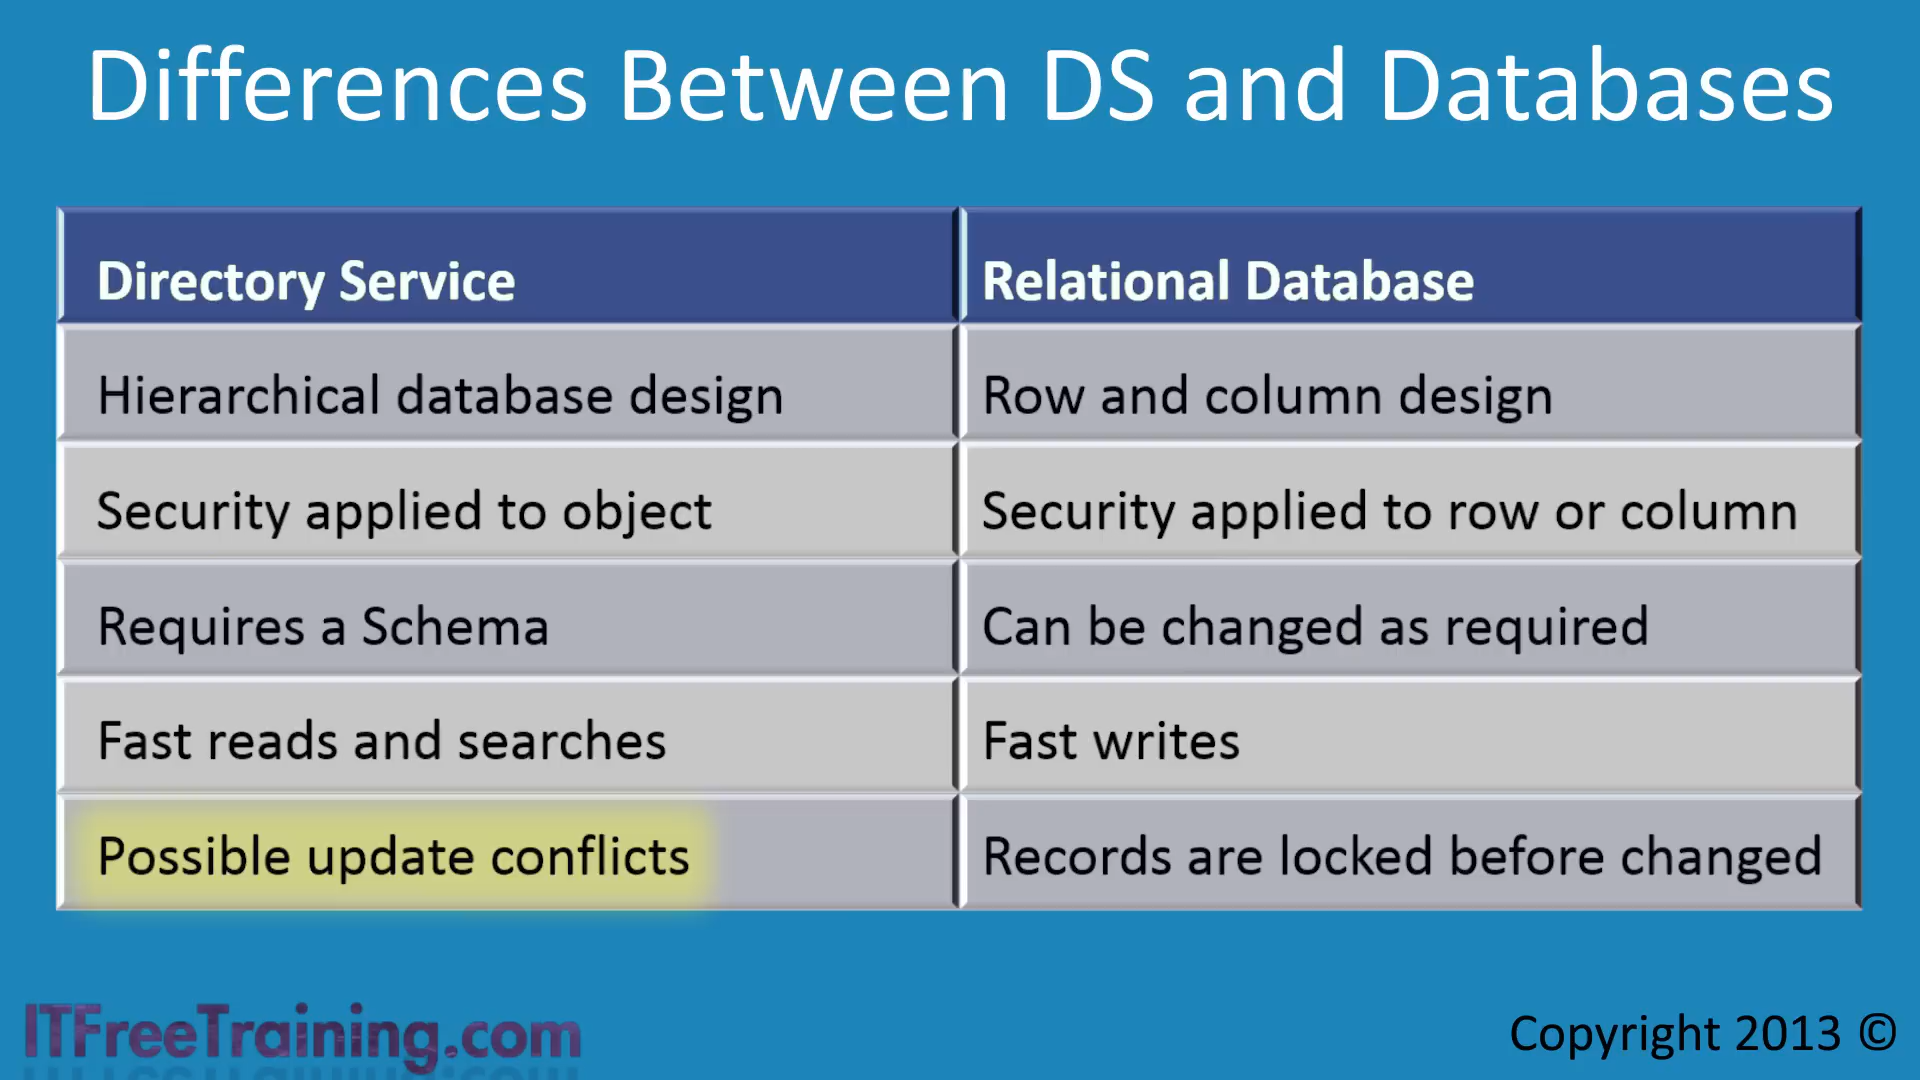 Differences Between DS and Databases
Directory Service
Relational Database
Hierarchical database design
Row and column design
Security applied to object
Security applied to row or column
Requires a Schema
Can be changed as required
Fast reads and searches
Fast writes
Possible update conflicts
Records are locked before changed
ITFreeTraining.com
Copyright 2013 ©